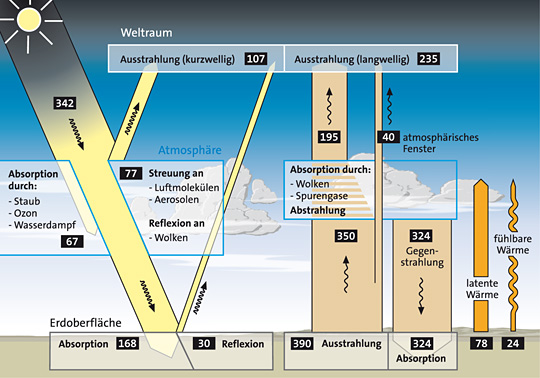 Weltraum
Ausstrahlung (kurzwellig) 107
Ausstrahlung (langwellig) 235
342
195
40 atmosphärisches
Fenster
Atmosphäre
Absorption
durch:
- Staub
- Ozon
- Wasserdampf
67
77 Streuung an
- Luftmolekülen
- Aerosolen
Reflexion an
- Wolken
Absorption durch:
- Wolken
- Spurengase
Abstrahlung
350
324
Gegen-
strahlung
latente
Wärme
fühlbare
Wärme
Erdoberfläche
Absorption 168
30 Reflexion
390 Ausstrahlung
324
Absorption
78
24